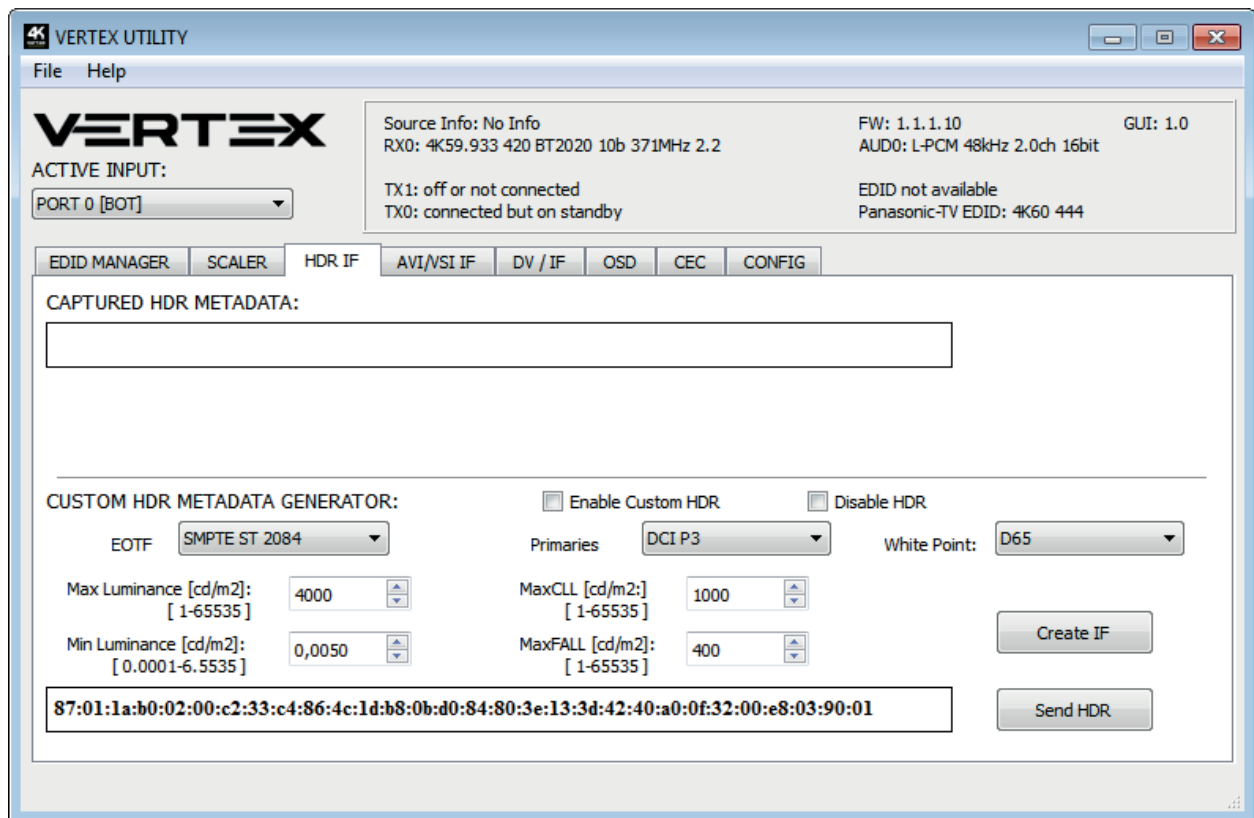 4K VERTEX UTILITY
File Help
VERTEX
ACTIVE INPUT:
PORT 0 [BOT]
Source Info: No Info
RX0: 4K59.933 420 BT2020 10b 371MHz 2.2
TX1: off or not connected
TX0: connected but on standby
FW: 1.1.1.10 GUI: 1.0
AUD0: L-PCM 48kHz 2.0ch 16bit
EDID not available
Panasonic-TV EDID: 4K60 444
EDID MANAGER SCALER HDR IF AVI/VSI IF DV / IF OSD CEC CONFIG
CAPTURED HDR METADATA:
CUSTOM HDR METADATA GENERATOR: Enable Custom HDR Disable HDR
EOTF SMPTE ST 2084 Primaries DCI P3 White Point: D65
Max Luminance [cd/m2]: 4000 MaxCLL [cd/m2:] 1000
[ 1-65535 ] [ 1-65535 ]
Min Luminance [cd/m2]: 0,0050 MaxFALL [cd/m2]: 400
[ 0.0001-6.5535 ] [ 1-65535 ]
Create IF
87:01:1a:b0:02:00:c2:33:c4:86:4c:1d:b8:0b:d0:84:80:3e:13:3d:42:40:a0:0f:32:00:e8:03:90:01
Send HDR